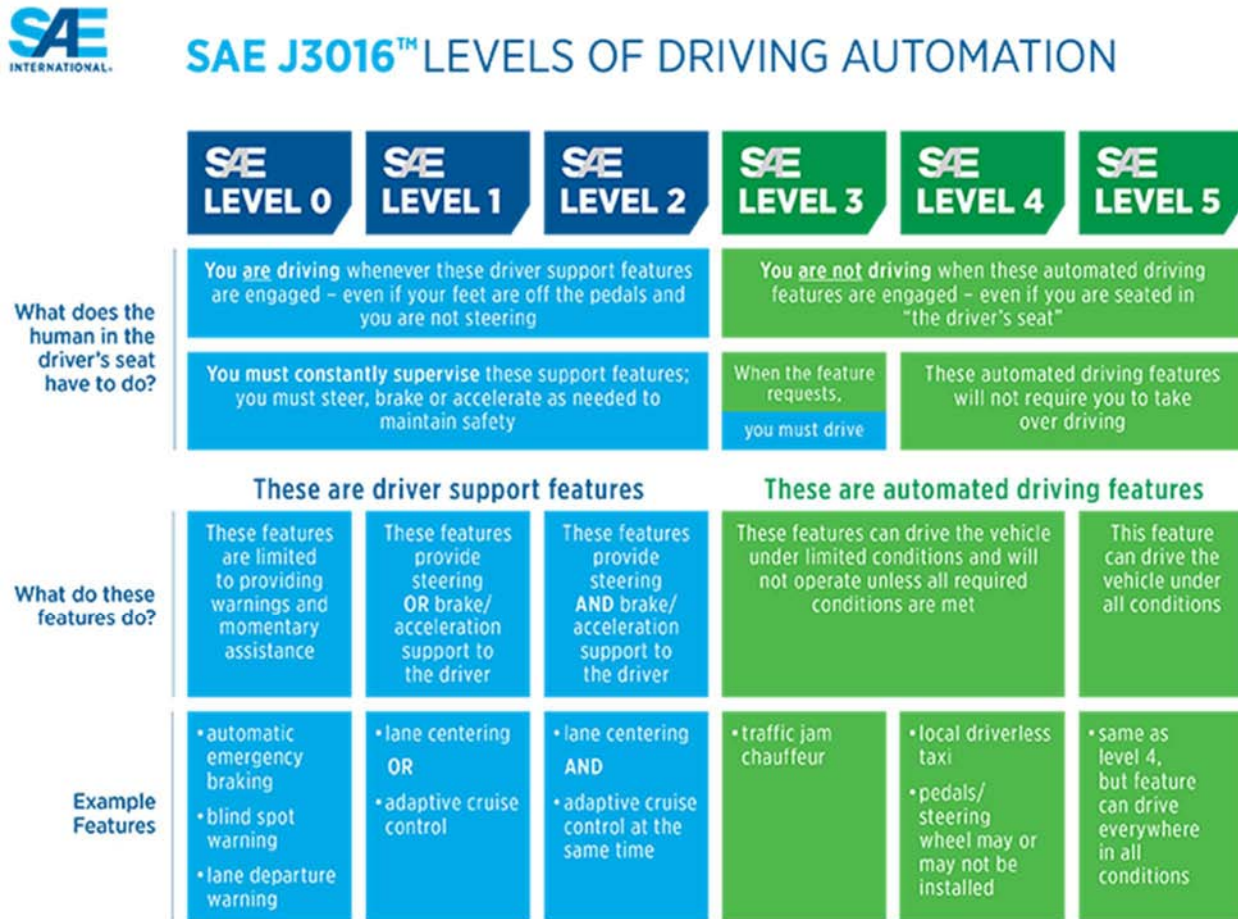 SAE
INTERNATIONAL®
SAE J3016™ LEVELS OF DRIVING AUTOMATION
SAE
LEVEL 0
SAE
LEVEL 1
SAE
LEVEL 2
SAE
LEVEL 3
SAE
LEVEL 4
SAE
LEVEL 5
What does the
human in the
driver's seat
have to do?
You are driving whenever these driver support features
are engaged – even if your feet are off the pedals and
you are not steering
You are not driving when these automated driving
features are engaged – even if you are seated in
"the driver's seat"
You must constantly supervise these support features;
you must steer, brake or accelerate as needed to
maintain safety
When the feature
requests,
you must drive
These automated driving features
will not require you to take
over driving
These are driver support features
These are automated driving features
What do these
features do?
These features
are limited
to providing
warnings and
momentary
assistance
These features
provide
steering
OR brake/
acceleration
support to
the driver
These features
provide
steering
AND brake/
acceleration
support to
the driver
These features can drive the vehicle
under limited conditions and will
not operate unless all required
conditions are met
This feature
can drive the
vehicle under
all conditions
Example
Features
• automatic
emergency
braking
• blind spot
warning
• lane departure
warning
• lane centering
OR
• adaptive cruise
control
• lane centering
AND
• adaptive cruise
control at the
same time
• traffic jam
chauffeur
• local driverless
taxi
• pedals/
steering
wheel may or
may not be
installed
• same as
level 4,
but feature
can drive
everywhere
in all
conditions